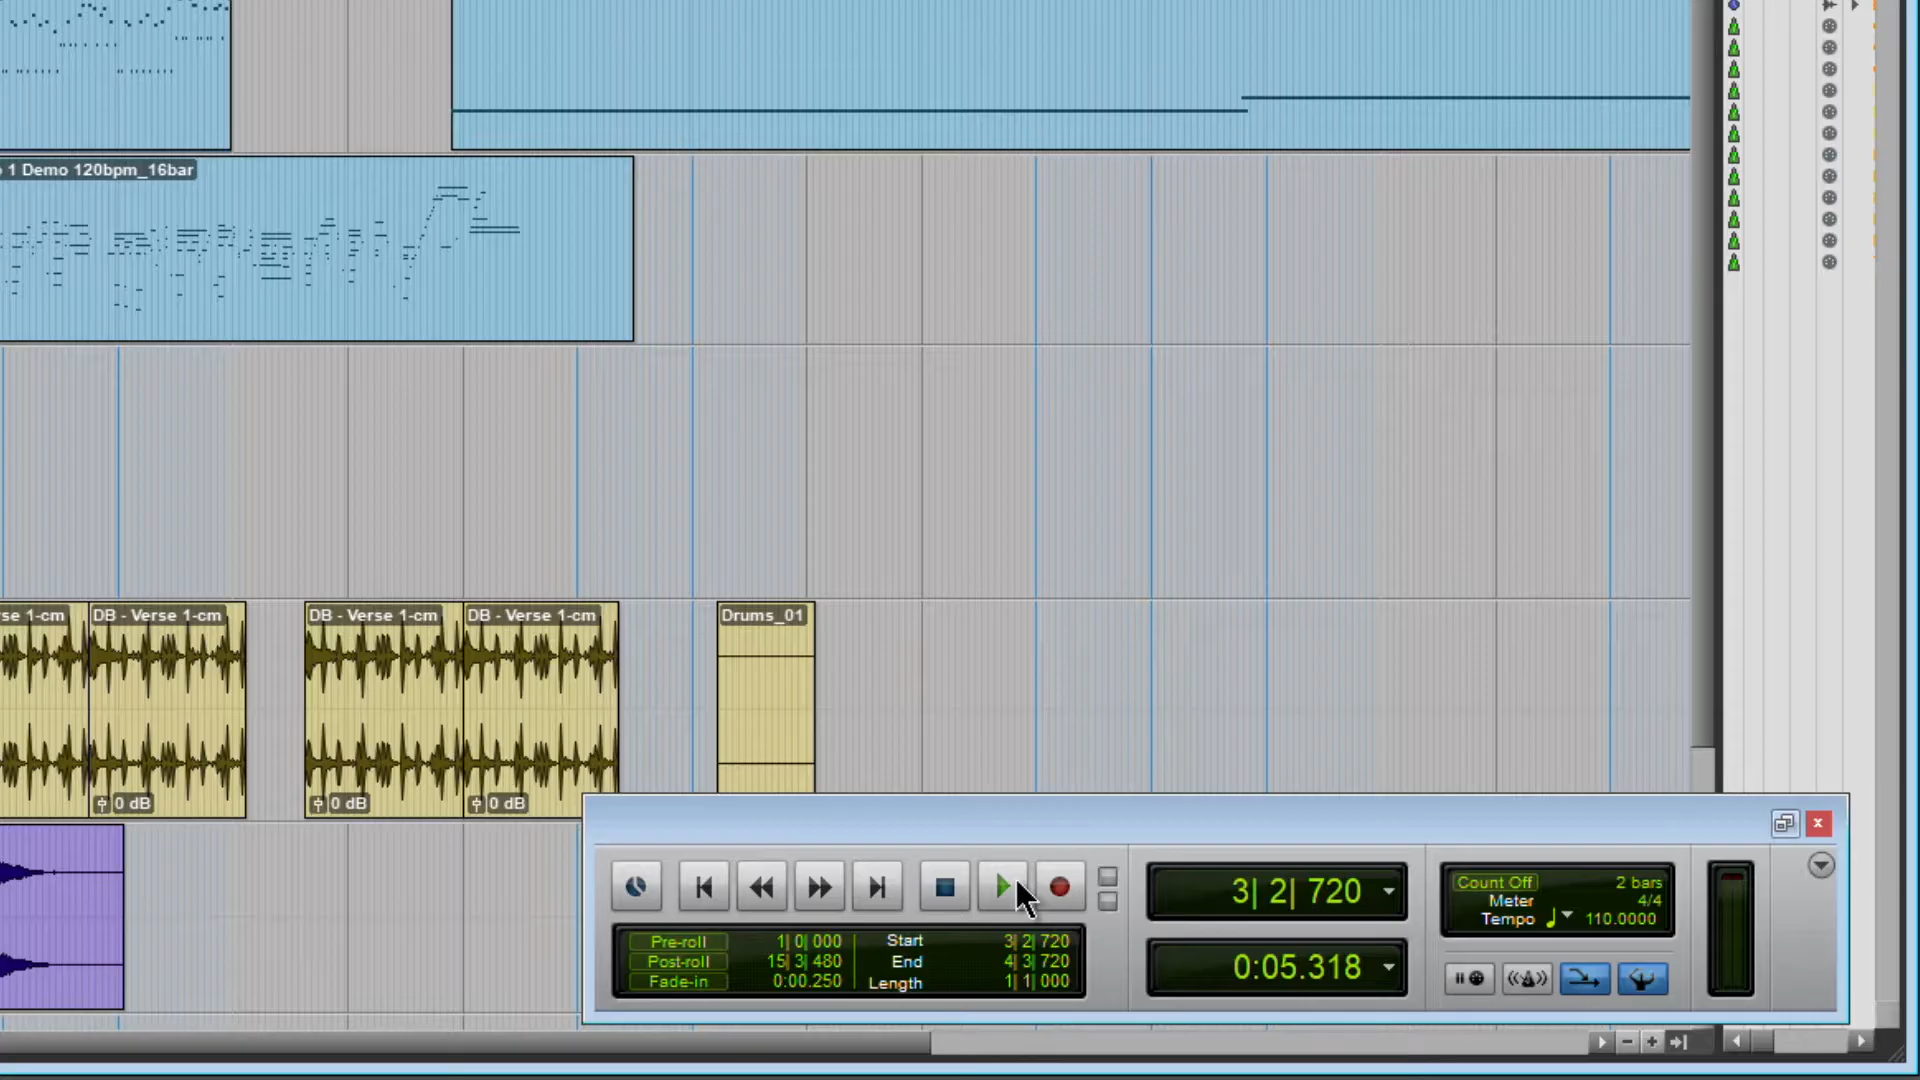 1 Demo 120bpm_16bar
se 1-cm
DB - Verse 1-cm
DB - Verse 1-cm
DB - Verse 1-cm
Drums_01
0 dB
0 dB
0 dB
3| 2| 720
0:05.318
Count Off 2 bars
Meter 4/4
Tempo 110.0000
Pre-roll 1| 0| 000
Post-roll 15| 3| 480
Fade-in 0:00.250
Start 3| 2| 720
End 4| 3| 720
Length 1| 1| 000